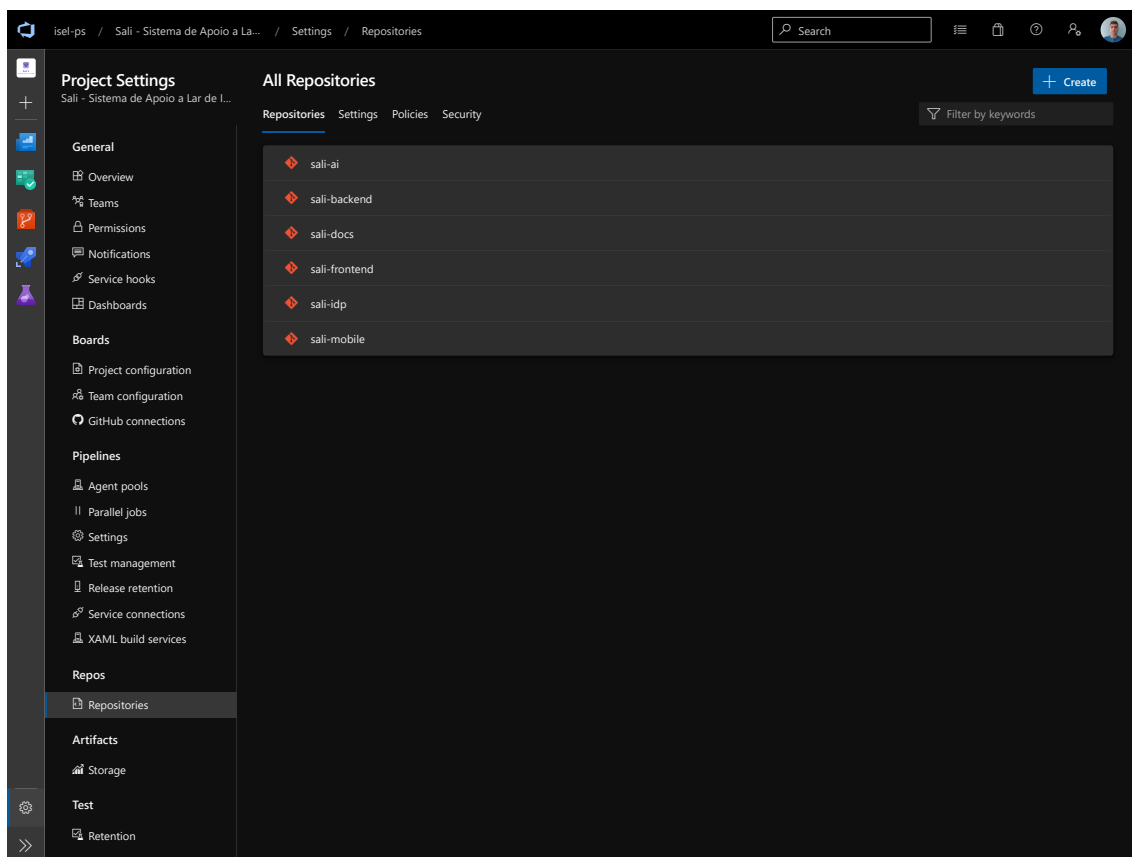 isel-ps / Sali - Sistema de Apoio a La... / Settings / Repositories
Search
Project Settings
Sali - Sistema de Apoio a Lar de I...
General
Overview
Teams
Permissions
Notifications
Service hooks
Dashboards
Boards
Project configuration
Team configuration
GitHub connections
Pipelines
Agent pools
Parallel jobs
Settings
Test management
Release retention
Service connections
XAML build services
Repos
Repositories
Artifacts
Storage
Test
Retention
All Repositories
Create
Repositories Settings Policies Security
Filter by keywords
sali-ai
sali-backend
sali-docs
sali-frontend
sali-idp
sali-mobile